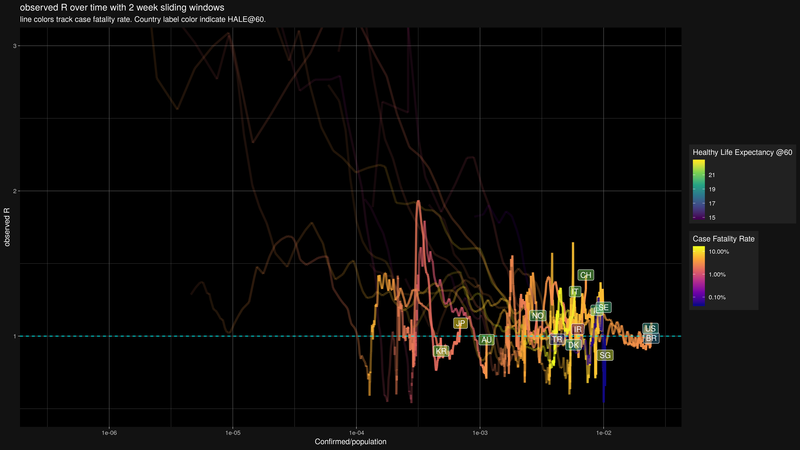 observed R over time with 2 week sliding windows
line colors track case fatality rate. Country label color indicate HALE@60.
3
2
1
observed R
1e-06
1e-05
1e-04
1e-03
1e-02
Confirmed/population
CH
IT
SE
NO
JP
IR
US
BR
TR
DK
AU
KR
SG
Healthy Life Expectancy @60
21
19
17
15
Case Fatality Rate
10.00%
1.00%
0.10%